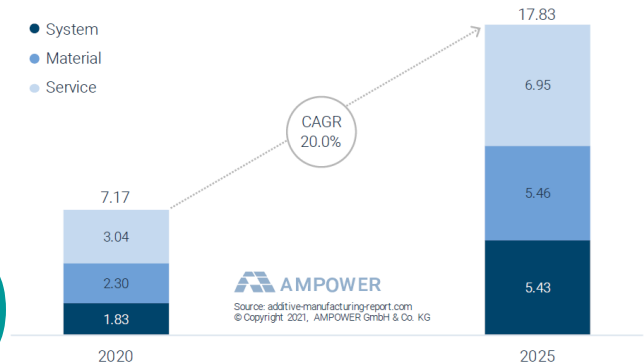 System
Material
Service
17.83
6.95
CAGR
20.0%
5.46
7.17
3.04
2.30
1.83
5.43
AMPOWER
Source: additive-manufacturing-report.com
© Copyright 2021, AMPOWER GmbH & Co. KG
2020
2025